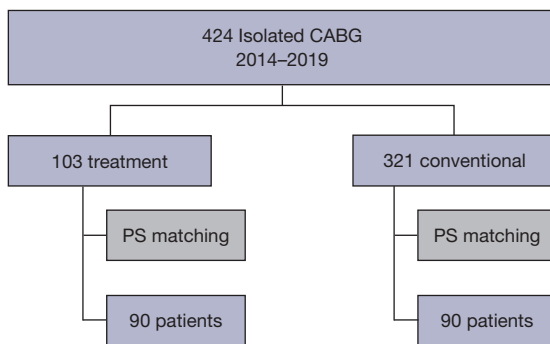 424 Isolated CABG
2014–2019
103 treatment
321 conventional
PS matching
PS matching
90 patients
90 patients